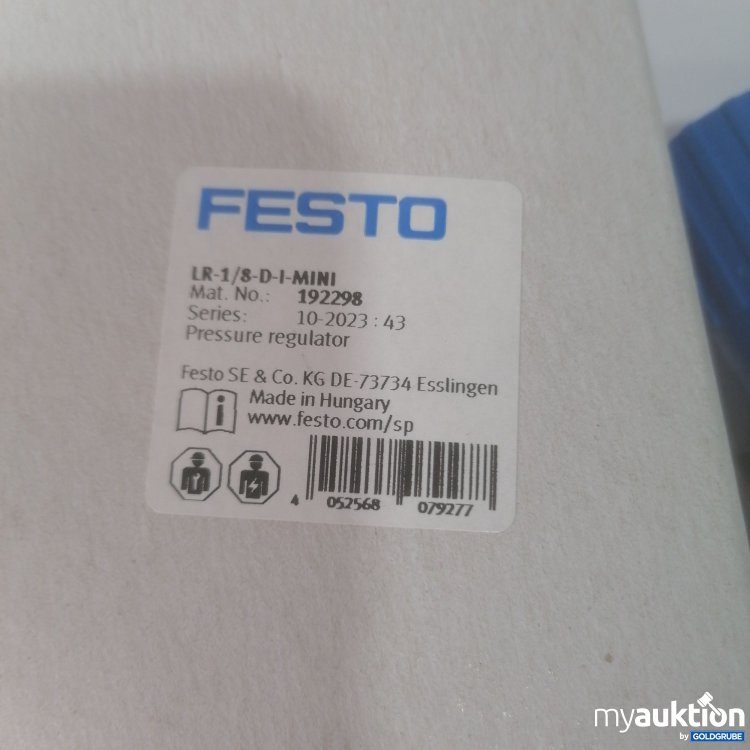 FESTO
LR-1/8-D-I-MINI
Mat. No.: 192298
Series: 10-2023 : 43
Pressure regulator
Festo SE & Co. KG DE-73734 Esslingen
Made in Hungary
www.festo.com/sp
4 052568 079277
myauktion
by GOLDGRUBE